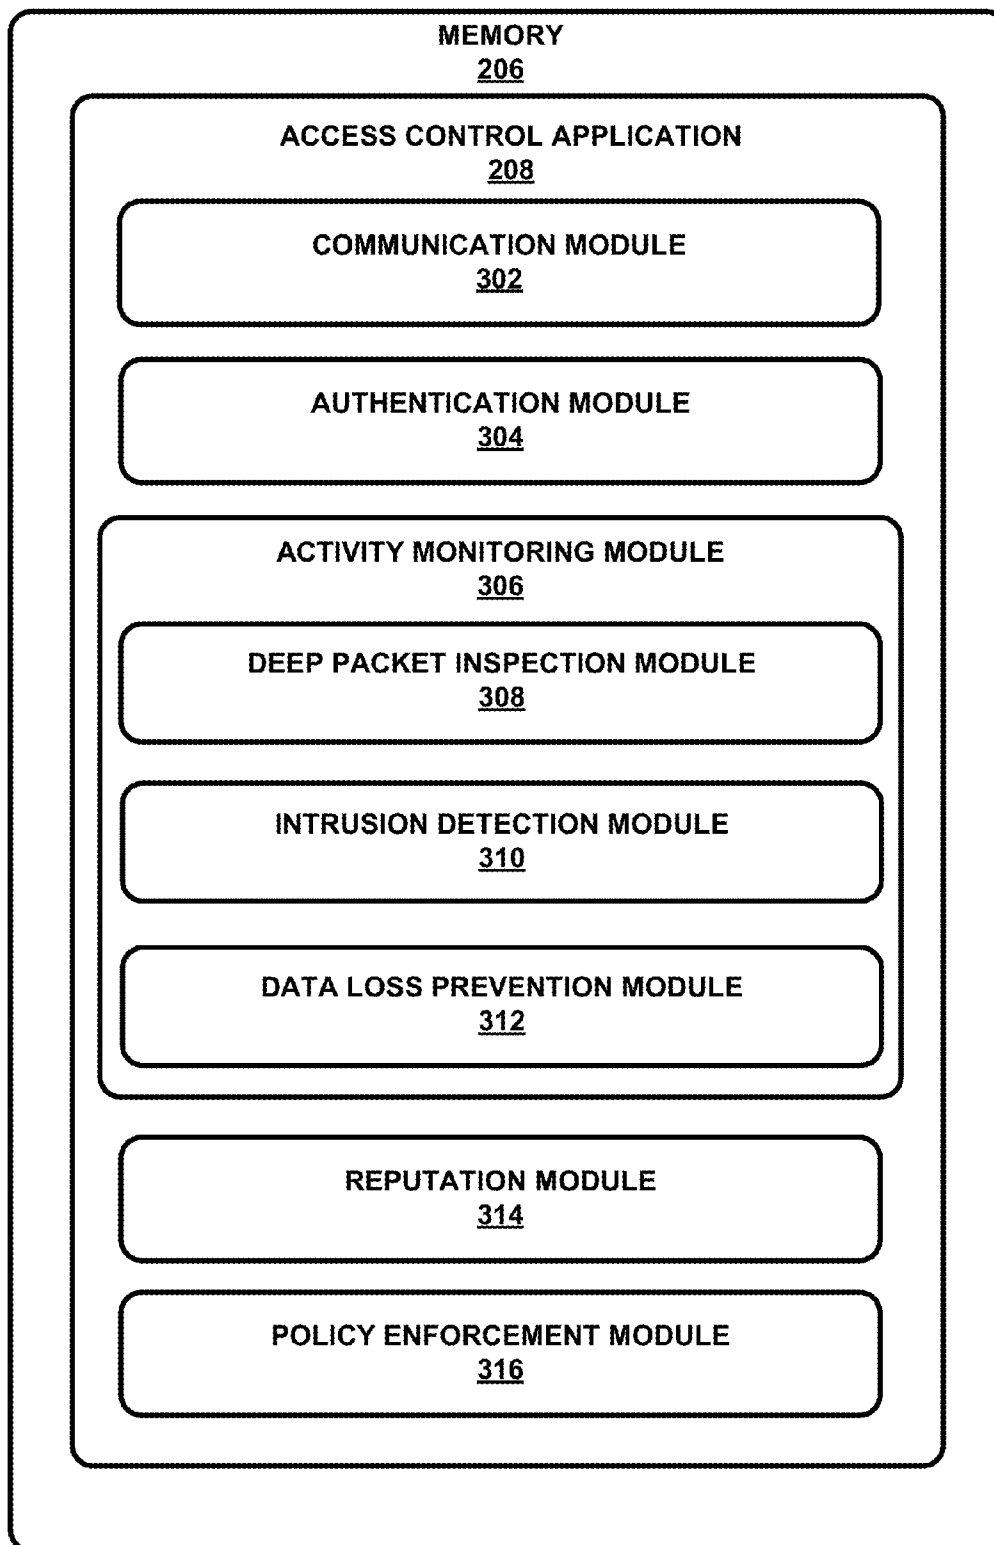 MEMORY
206
ACCESS CONTROL APPLICATION
208
COMMUNICATION MODULE
302
AUTHENTICATION MODULE
304
ACTIVITY MONITORING MODULE
306
DEEP PACKET INSPECTION MODULE
308
INTRUSION DETECTION MODULE
310
DATA LOSS PREVENTION MODULE
312
REPUTATION MODULE
314
POLICY ENFORCEMENT MODULE
316